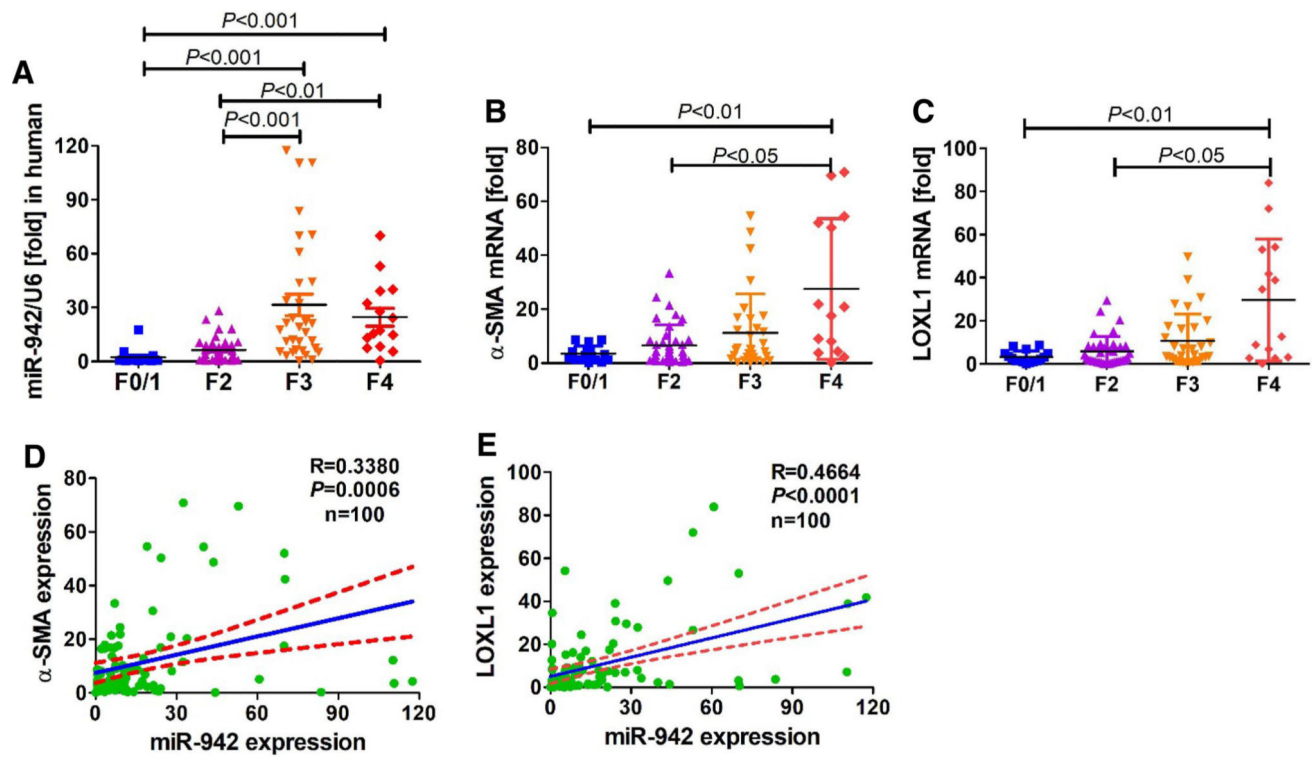 A
P<0.001
P<0.001
P<0.01
P<0.001
miR-942/U6 [fold] in human
120
90
60
30
0
F0/1 F2 F3 F4
B
P<0.01
P<0.05
α-SMA mRNA [fold]
80
60
40
20
0
F0/1 F2 F3 F4
C
P<0.01
P<0.05
LOXL1 mRNA [fold]
100
80
60
40
20
0
F0/1 F2 F3 F4
D
R=0.3380
P=0.0006
n=100
α-SMA expression
80
60
40
20
0
0 30 60 90 120
miR-942 expression
E
R=0.4664
P<0.0001
n=100
LOXL1 expression
100
80
60
40
20
0
0 30 60 90 120
miR-942 expression